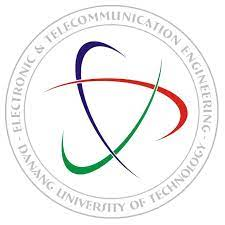 - ELECTRONIC & TELECOMMUNICATION ENGINEERING -
DANANG UNIVERSITY OF TECHNOLOGY